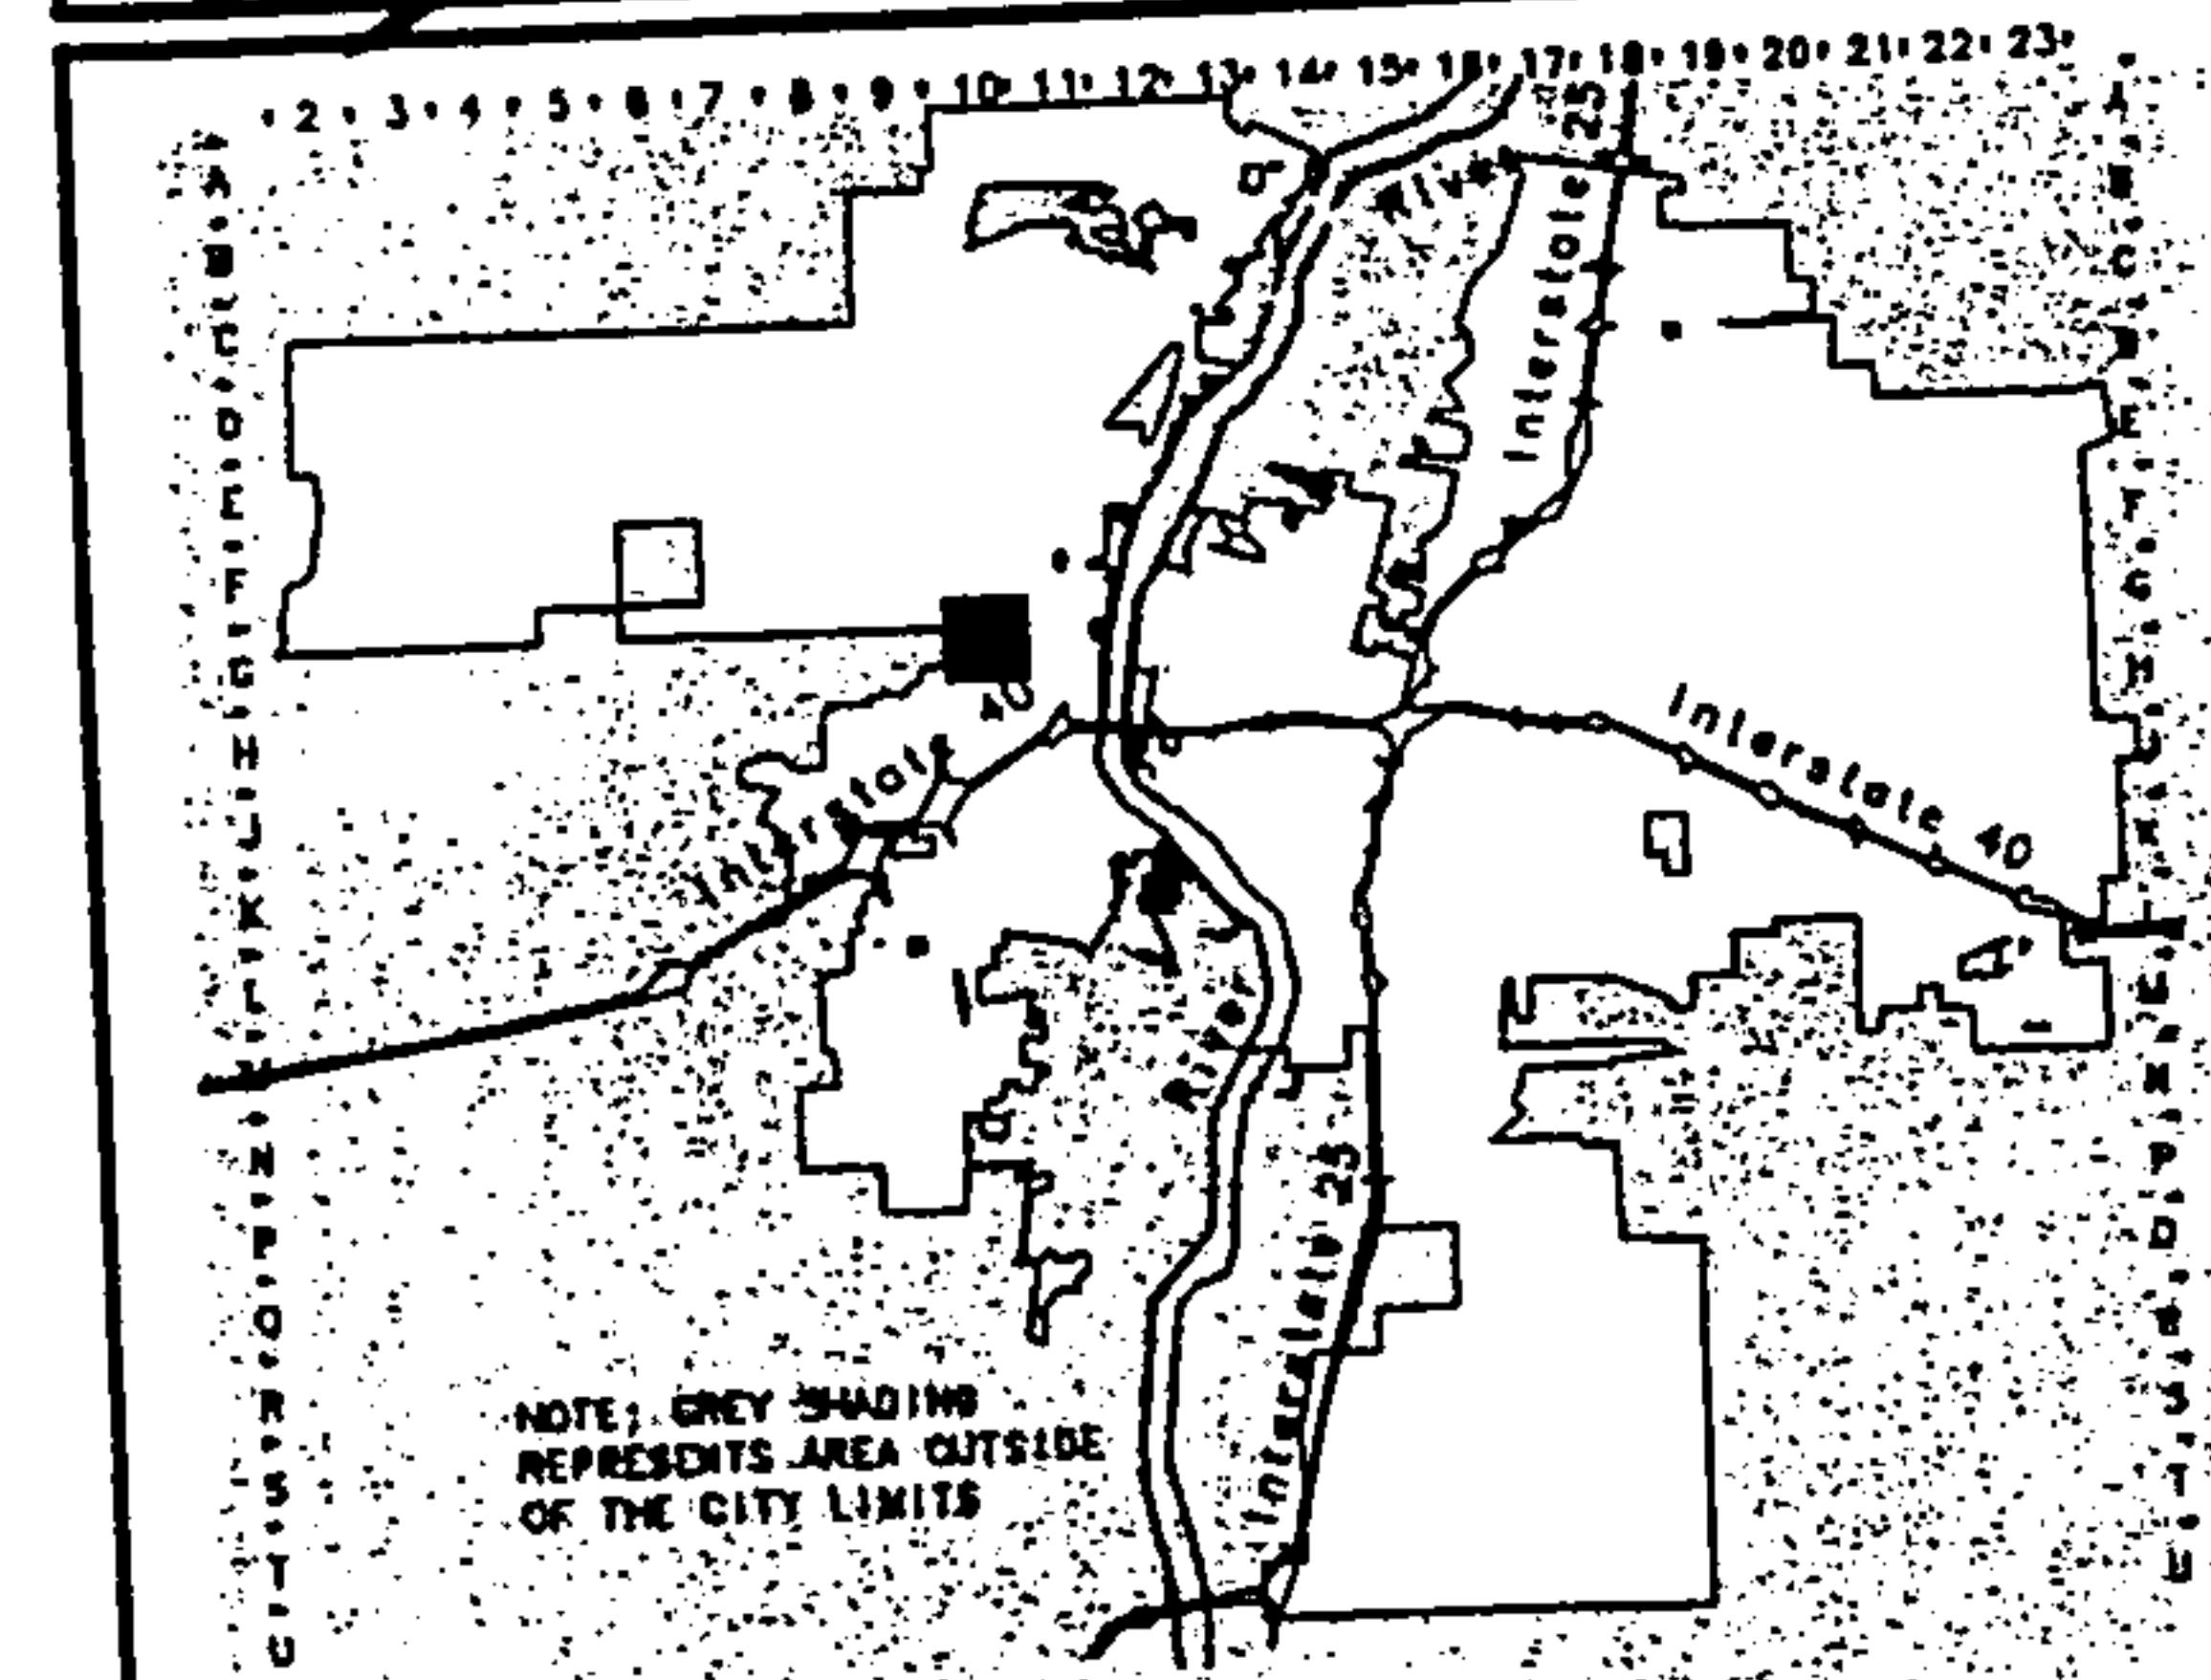 2 3 4 5 6 7 8 9 10 11 12 13 14 15 16 17 18 19 20 21 22 23
A
B
C
D
E
F
G
H
J
K
L
M
N
P
Q
R
S
T
U
A
B
C
D
E
F
G
H
J
K
L
M
N
P
Q
R
S
T
U
River
Interstate 25
Interstate 40
Interstate 40
River
Interstate 25
NOTE; GREY SHADING
REPRESENTS AREA OUTSIDE
OF THE CITY LIMITS